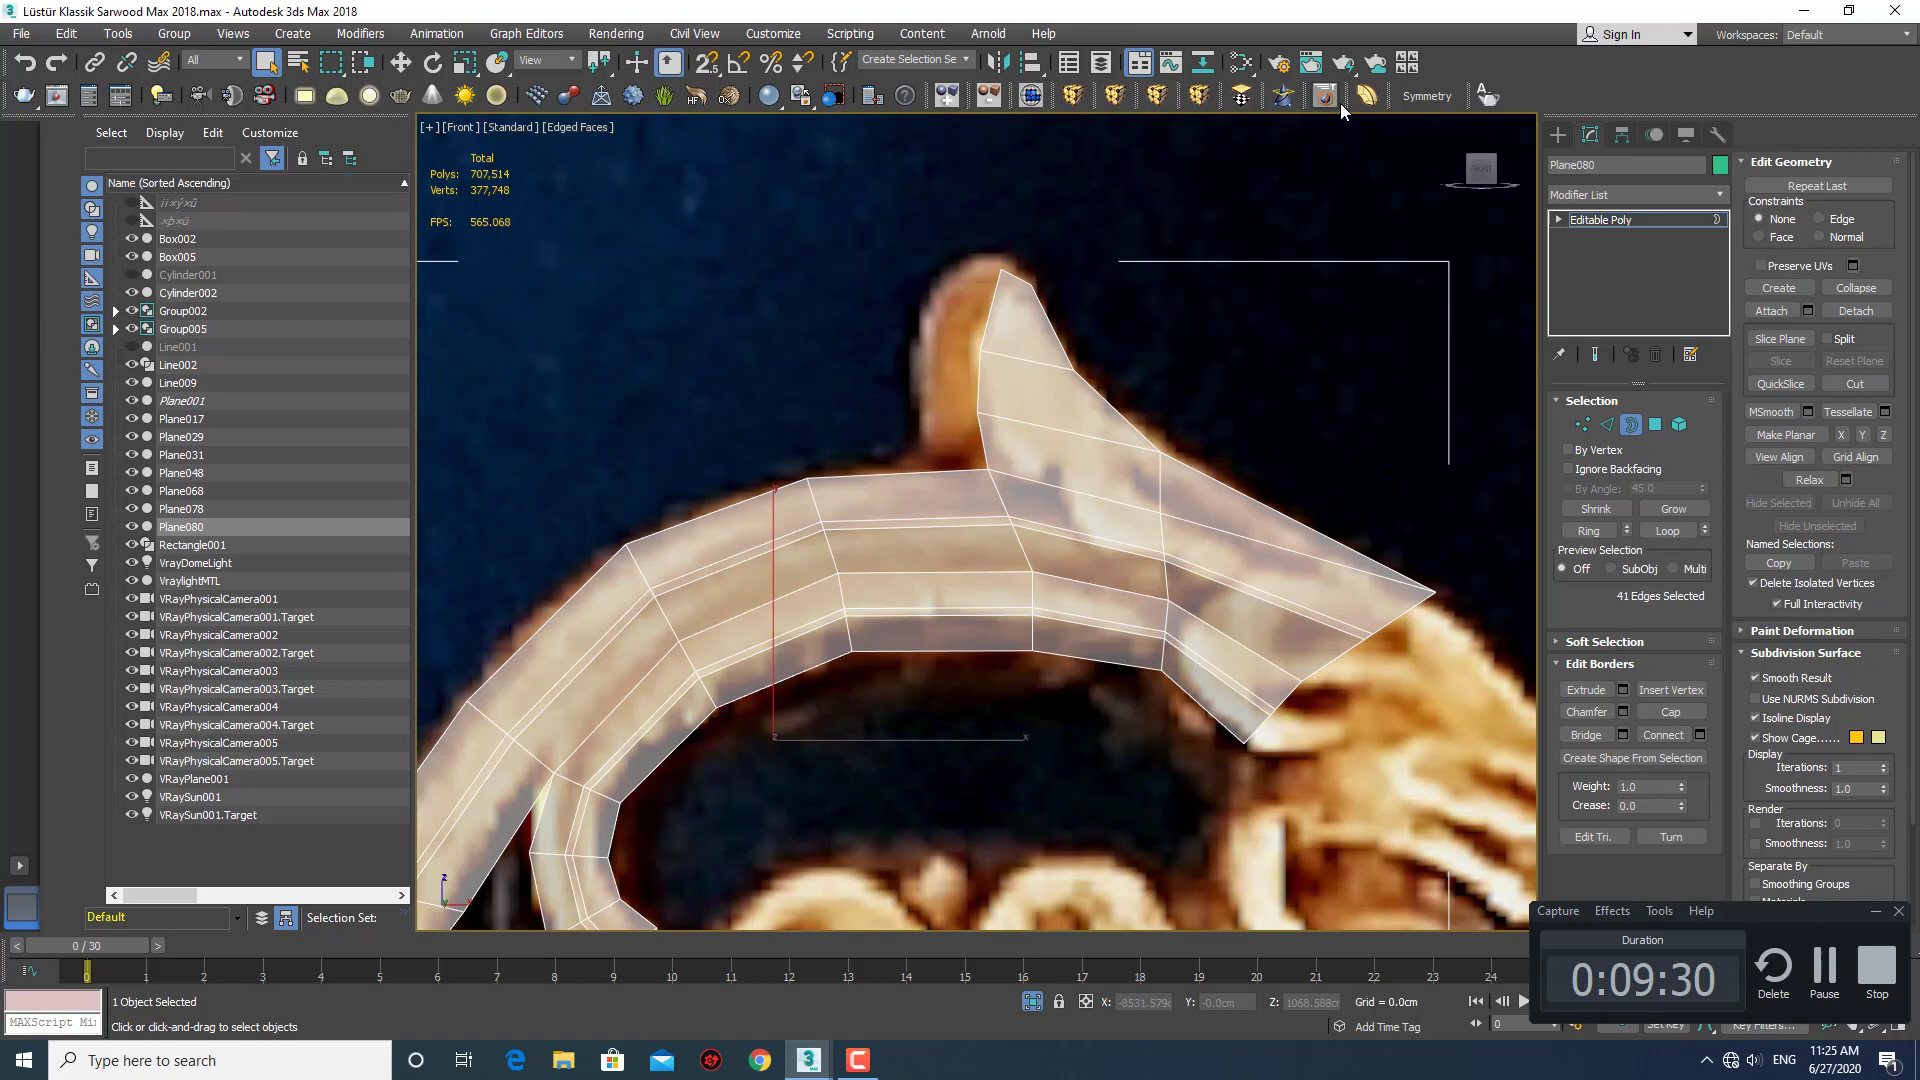 Lüstür Klassik Sarwood Max 2018.max - Autodesk 3ds Max 2018
File Edit Tools Group Views Create Modifiers Animation Graph Editors Rendering Civil View Customize Scripting Content Arnold Help
Sign In
Workspaces: Default
All
View
Create Selection Se
Symmetry
Select Display Edit Customize
Name (Sorted Ascending)
Box002
Box005
Cylinder001
Cylinder002
Group002
Group005
Line001
Line002
Line009
Plane001
Plane017
Plane029
Plane031
Plane048
Plane068
Plane078
Plane080
Rectangle001
VrayDomeLight
VraylightMTL
VRayPhysicalCamera001
VRayPhysicalCamera001.Target
VRayPhysicalCamera002
VRayPhysicalCamera002.Target
VRayPhysicalCamera003
VRayPhysicalCamera003.Target
VRayPhysicalCamera004
VRayPhysicalCamera004.Target
VRayPhysicalCamera005
VRayPhysicalCamera005.Target
VRayPlane001
VRaySun001
VRaySun001.Target
Default
Selection Set:
[+] [Front] [Standard] [Edged Faces]
Total
Polys: 707,514
Verts: 377,748
FPS: 565.068
FRONT
Plane080
Modifier List
Editable Poly
Selection
By Vertex
Ignore Backfacing
By Angle: 45.0
Shrink Grow
Ring Loop
Preview Selection
Off SubObj Multi
41 Edges Selected
Soft Selection
Edit Borders
Extrude Insert Vertex
Chamfer Cap
Bridge Connect
Create Shape From Selection
Weight: 1.0
Crease: 0.0
Edit Tri. Turn
Edit Geometry
Repeat Last
Constraints
None Edge
Face Normal
Preserve UVs
Create Collapse
Attach Detach
Slice Plane Split
Slice Reset Plane
QuickSlice Cut
MSmooth Tessellate
Make Planar X Y Z
View Align Grid Align
Relax
Hide Selected Unhide All
Hide Unselected
Named Selections:
Copy Paste
Delete Isolated Vertices
Full Interactivity
Paint Deformation
Subdivision Surface
Smooth Result
Use NURMS Subdivision
Isoline Display
Show Cage......
Display
Iterations: 1
Smoothness: 1.0
Render
Iterations: 0
Smoothness: 1.0
Separate By
Smoothing Groups
Capture Effects Tools Help
Duration
0:09:30
Delete Pause Stop
0 / 30
0 1 2 3 4 5 6 7 8 9 10 11 12 13 14 15 16 17 18 19 20 21 22 23 24
MAXScript Mi
1 Object Selected
Click or click-and-drag to select objects
X: -8531.579c Y: -0.0cm Z: 1068.588cm Grid = 0.0cm
Add Time Tag
0
Set Key Key Filters...
Type here to search
ENG
11:25 AM
6/27/2020